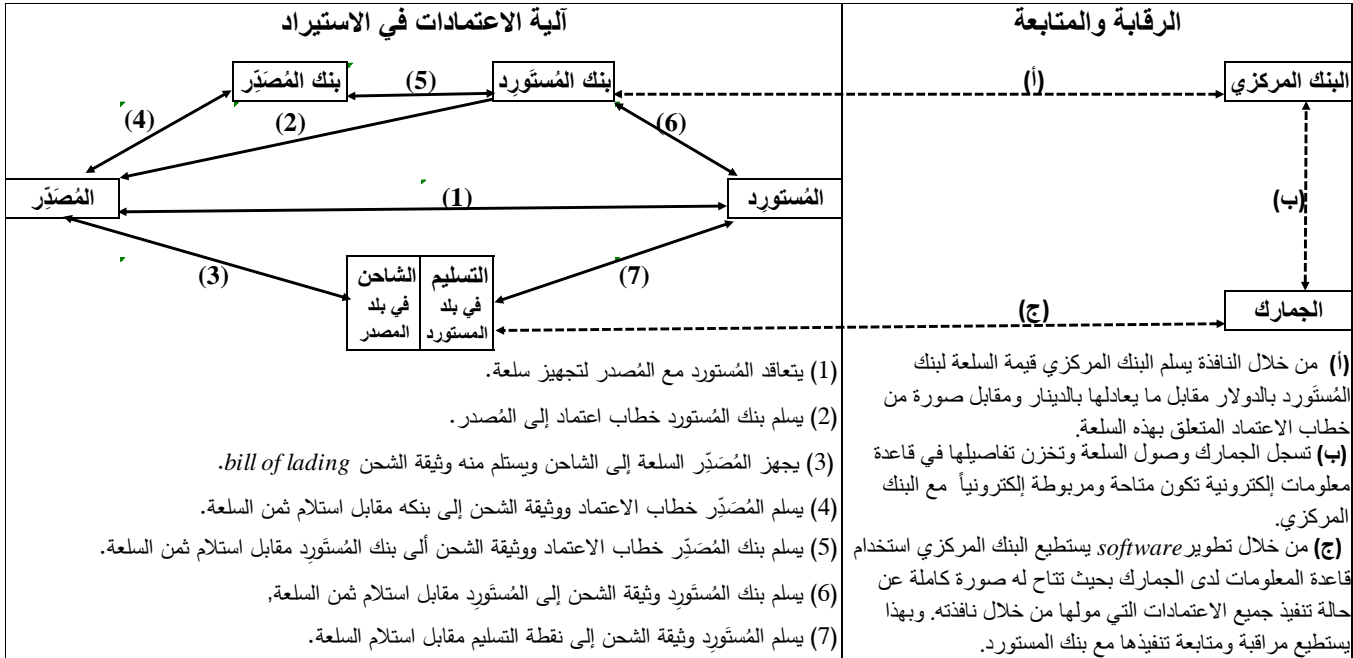 الرقابة والمتابعة
البنك المركزي
(أ)
(ب)
الجمارك
(ج)
(أ) من خلال النافذة يسلم البنك المركزي قيمة السلعة لبنك
المُستَورِد بالدولار مقابل ما يعادلها بالدينار ومقابل صورة من
خطاب الاعتماد المتعلق بهذه السلعة.
(ب) تسجل الجمارك وصول السلعة وتخزن تفاصيلها في قاعدة
معلومات إلكترونية تكون متاحة ومربوطة إلكترونياً مع البنك
المركزي.
(ج) من خلال تطوير software يستطيع البنك المركزي استخدام
قاعدة المعلومات لدى الجمارك بحيث تتاح له صورة كاملة عن
حالة تنفيذ جميع الاعتمادات التي مولها من خلال نافذته. وبهذا
يستطيع مراقبة ومتابعة تنفيذها مع بنك المستورد.
آلية الاعتمادات في الاستيراد
بنك المُستَورِد
(5)
بنك المُصَدِّر
(6)
(2)
(4)
المُستورِد
(1)
المُصَدِّر
(7)
التسليم
في بلد
المستورد
الشاحن
في بلد
المصدر
(3)
(1) يتعاقد المُستورد مع المُصدر لتجهيز سلعة.
(2) يسلم بنك المُستورد خطاب اعتماد إلى المُصدر.
(3) يجهز المُصَدِّر السلعة إلى الشاحن ويستلم منه وثيقة الشحن bill of lading.
(4) يسلم المُصَدِّر خطاب الاعتماد ووثيقة الشحن إلى بنكه مقابل استلام ثمن السلعة.
(5) يسلم بنك المُصَدِّر خطاب الاعتماد ووثيقة الشحن ألى بنك المُستَورِد مقابل استلام ثمن السلعة.
(6) يسلم بنك المُستَورِد وثيقة الشحن إلى المُستَورِد مقابل استلام ثمن السلعة,
(7) يسلم المُستَورِد وثيقة الشحن إلى نقطة التسليم مقابل استلام السلعة.